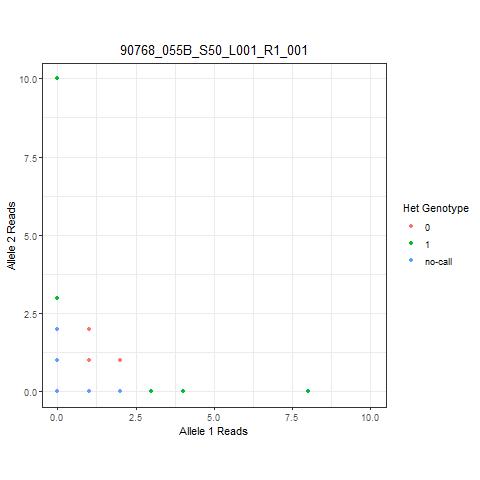 90768_055B_S50_L001_R1_001
10.0
7.5
5.0
2.5
0.0
Allele 2 Reads
0.0 2.5 5.0 7.5 10.0
Allele 1 Reads
Het Genotype
0
1
no-call